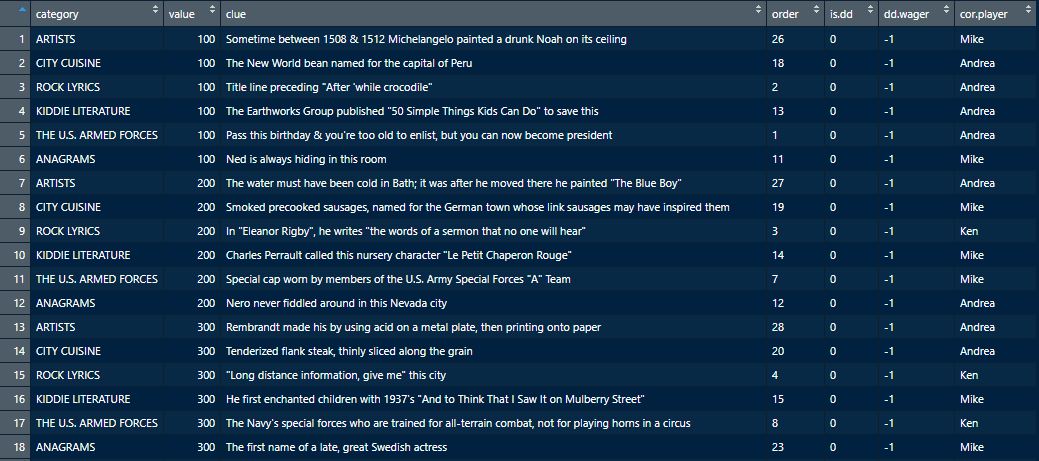 category value clue order is.dd dd.wager cor.player
1 ARTISTS 100 Sometime between 1508 & 1512 Michelangelo painted a drunk Noah on its ceiling 26 0 -1 Mike
2 CITY CUISINE 100 The New World bean named for the capital of Peru 18 0 -1 Andrea
3 ROCK LYRICS 100 Title line preceding "After 'while crocodile" 2 0 -1 Andrea
4 KIDDIE LITERATURE 100 The Earthworks Group published "50 Simple Things Kids Can Do" to save this 13 0 -1 Andrea
5 THE U.S. ARMED FORCES 100 Pass this birthday & you're too old to enlist, but you can now become president 1 0 -1 Andrea
6 ANAGRAMS 100 Ned is always hiding in this room 11 0 -1 Mike
7 ARTISTS 200 The water must have been cold in Bath; it was after he moved there he painted "The Blue Boy" 27 0 -1 Andrea
8 CITY CUISINE 200 Smoked precooked sausages, named for the German town whose link sausages may have inspired them 19 0 -1 Mike
9 ROCK LYRICS 200 In "Eleanor Rigby", he writes "the words of a sermon that no one will hear" 3 0 -1 Ken
10 KIDDIE LITERATURE 200 Charles Perrault called this nursery character "Le Petit Chaperon Rouge" 14 0 -1 Mike
11 THE U.S. ARMED FORCES 200 Special cap worn by members of the U.S. Army Special Forces "A" Team 7 0 -1 Mike
12 ANAGRAMS 200 Nero never fiddled around in this Nevada city 12 0 -1 Andrea
13 ARTISTS 300 Rembrandt made his by using acid on a metal plate, then printing onto paper 28 0 -1 Andrea
14 CITY CUISINE 300 Tenderized flank steak, thinly sliced along the grain 20 0 -1 Andrea
15 ROCK LYRICS 300 "Long distance information, give me" this city 4 0 -1 Ken
16 KIDDIE LITERATURE 300 He first enchanted children with 1937's "And to Think That I Saw It on Mulberry Street" 15 0 -1 Mike
17 THE U.S. ARMED FORCES 300 The Navy's special forces who are trained for all-terrain combat, not for playing horns in a circus 8 0 -1 Ken
18 ANAGRAMS 300 The first name of a late, great Swedish actress 23 0 -1 Mike